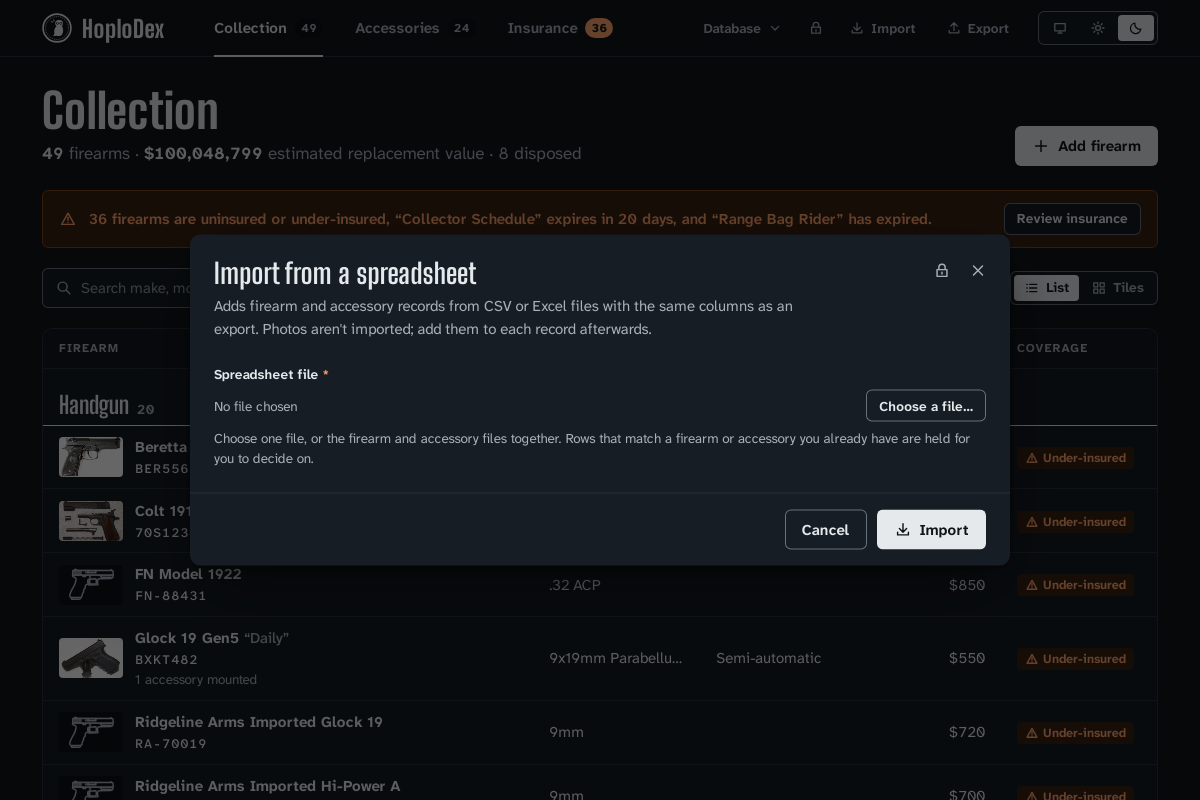 HoploDex
Collection 49
Accessories 24
Insurance 36
Database
Import
Export
Collection
49 firearms · $100,048,799 estimated replacement value · 8 disposed
Add firearm
36 firearms are uninsured or under-insured, “Collector Schedule” expires in 20 days, and “Range Bag Rider” has expired.
Review insurance
Search make, mo
List
Tiles
Import from a spreadsheet
Adds firearm and accessory records from CSV or Excel files with the same columns as an
export. Photos aren't imported; add them to each record afterwards.
Spreadsheet file *
No file chosen
Choose a file...
Choose one file, or the firearm and accessory files together. Rows that match a firearm or accessory you already have are held for
you to decide on.
Cancel
Import
FIREARM
COVERAGE
Handgun 20
Beretta
BER556
Under-insured
Colt 191
70S123
Under-insured
FN Model 1922
FN-88431
.32 ACP
$850
Under-insured
Glock 19 Gen5 “Daily”
BXKT482
1 accessory mounted
9x19mm Parabellu...
Semi-automatic
$550
Under-insured
Ridgeline Arms Imported Glock 19
RA-70019
9mm
$720
Under-insured
Ridgeline Arms Imported Hi-Power A
9mm
$700
Under-insured